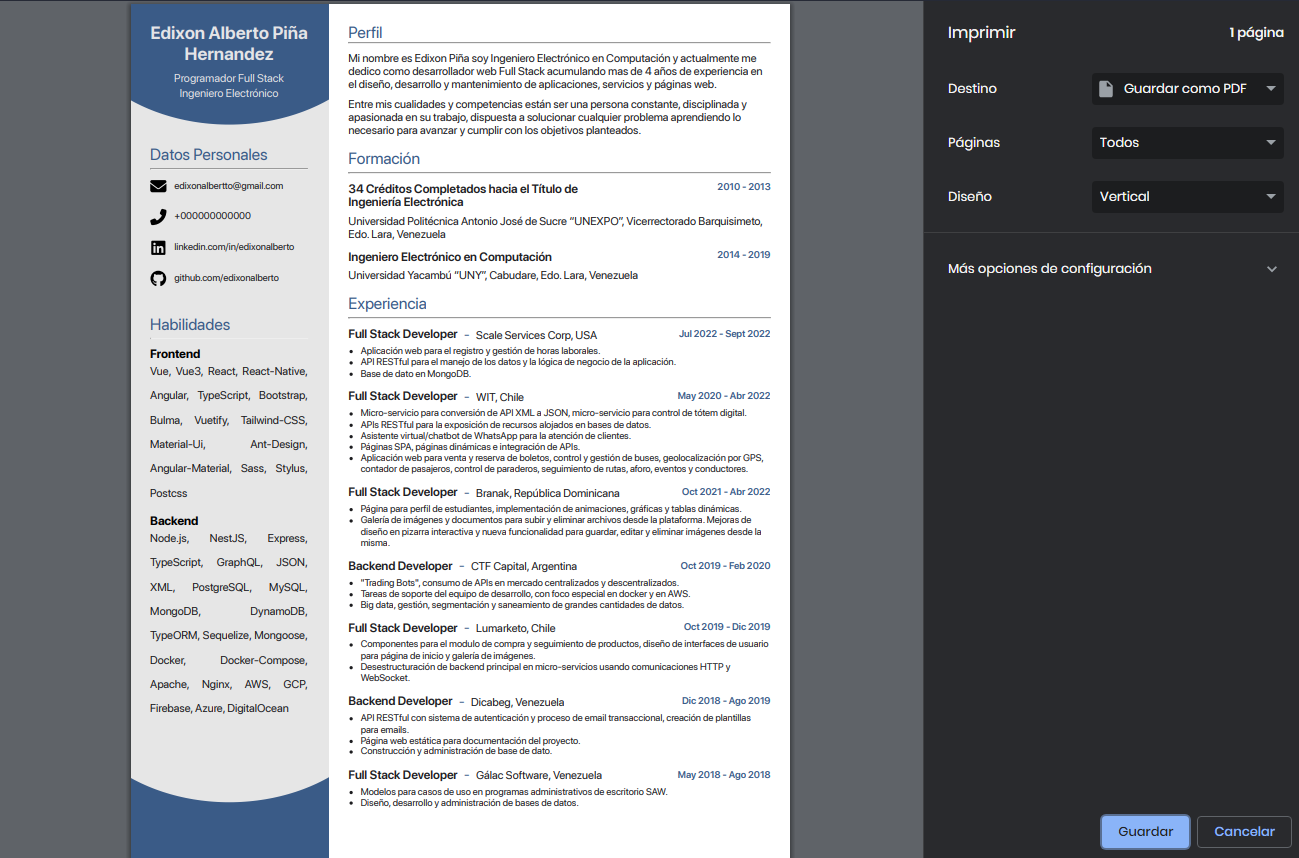 Edixon Alberto Piña
Hernandez
Programador Full Stack
Ingeniero Electrónico
Datos Personales
edixonalbertto@gmail.com
+000000000000
linkedin.com/in/edixonalberto
github.com/edixonalberto
Habilidades
Frontend
Vue, Vue3, React, React-Native,
Angular, TypeScript, Bootstrap,
Bulma, Vuetify, Tailwind-CSS,
Material-Ui, Ant-Design,
Angular-Material, Sass, Stylus,
Postcss
Backend
Node.js, NestJS, Express,
TypeScript, GraphQL, JSON,
XML, PostgreSQL, MySQL,
MongoDB, DynamoDB,
TypeORM, Sequelize, Mongoose,
Docker, Docker-Compose,
Apache, Nginx, AWS, GCP,
Firebase, Azure, DigitalOcean
Perfil
Mi nombre es Edixon Piña soy Ingeniero Electrónico en Computación y actualmente me
dedico como desarrollador web Full Stack acumulando mas de 4 años de experiencia en
el diseño, desarrollo y mantenimiento de aplicaciones, servicios y páginas web.
Entre mis cualidades y competencias están ser una persona constante, disciplinada y
apasionada en su trabajo, dispuesta a solucionar cualquier problema aprendiendo lo
necesario para avanzar y cumplir con los objetivos planteados.
Formación
34 Créditos Completados hacia el Título de 2010 - 2013
Ingeniería Electrónica
Universidad Politécnica Antonio José de Sucre “UNEXPO”, Vicerrectorado Barquisimeto,
Edo. Lara, Venezuela
Ingeniero Electrónico en Computación 2014 - 2019
Universidad Yacambú “UNY”, Cabudare, Edo. Lara, Venezuela
Experiencia
Full Stack Developer - Scale Services Corp, USA Jul 2022 - Sept 2022
• Aplicación web para el registro y gestión de horas laborales.
• API RESTful para el manejo de los datos y la lógica de negocio de la aplicación.
• Base de dato en MongoDB.
Full Stack Developer - WIT, Chile May 2020 - Abr 2022
• Micro-servicio para conversión de API XML a JSON, micro-servicio para control de tótem digital.
• APIs RESTful para la exposición de recursos alojados en bases de datos.
• Asistente virtual/chatbot de WhatsApp para la atención de clientes.
• Páginas SPA, páginas dinámicas e integración de APIs.
• Aplicación web para venta y reserva de boletos, control y gestión de buses, geolocalización por GPS,
contador de pasajeros, control de paraderos, seguimiento de rutas, aforo, eventos y conductores.
Full Stack Developer - Branak, República Dominicana Oct 2021 - Abr 2022
• Página para perfil de estudiantes, implementación de animaciones, gráficas y tablas dinámicas.
• Galería de imágenes y documentos para subir y eliminar archivos desde la plataforma. Mejoras de
diseño en pizarra interactiva y nueva funcionalidad para guardar, editar y eliminar imágenes desde la
misma.
Backend Developer - CTF Capital, Argentina Oct 2019 - Feb 2020
• "Trading Bots", consumo de APIs en mercado centralizados y descentralizados.
• Tareas de soporte del equipo de desarrollo, con foco especial en docker y en AWS.
• Big data, gestión, segmentación y saneamiento de grandes cantidades de datos.
Full Stack Developer - Lumarketo, Chile Oct 2019 - Dic 2019
• Componentes para el modulo de compra y seguimiento de productos, diseño de interfaces de usuario
para página de inicio y galería de imágenes.
• Desestructuración de backend principal en micro-servicios usando comunicaciones HTTP y
WebSocket.
Backend Developer - Dicabeg, Venezuela Dic 2018 - Ago 2019
• API RESTful con sistema de autenticación y proceso de email transaccional, creación de plantillas
para emails.
• Página web estática para documentación del proyecto.
• Construcción y administración de base de dato.
Full Stack Developer - Gálac Software, Venezuela May 2018 - Ago 2018
• Modelos para casos de uso en programas administrativos de escritorio SAW.
• Diseño, desarrollo y administración de bases de datos.
Imprimir 1 página
Destino Guardar como PDF
Páginas Todos
Diseño Vertical
Más opciones de configuración
Guardar Cancelar